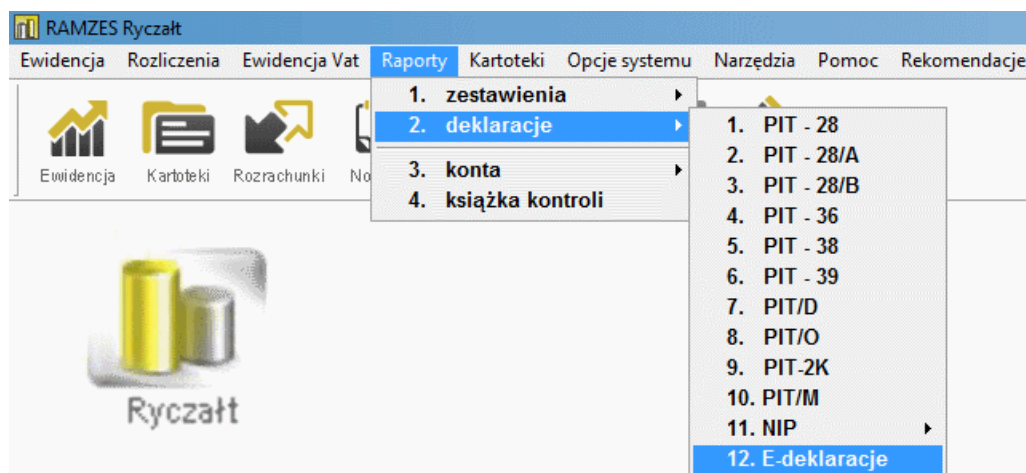 RAMZES Ryczałt
Ewidencja Rozliczenia Ewidencja Vat Raporty Kartoteki Opcje systemu Narzędzia Pomoc Rekomendacje
1. zestawienia
2. deklaracje
3. konta
4. książka kontroli
Ewidencja Kartoteki Rozrachunki No
1. PIT - 28
2. PIT - 28/A
3. PIT - 28/B
4. PIT - 36
5. PIT - 38
6. PIT - 39
7. PIT/D
8. PIT/O
9. PIT-2K
10. PIT/M
11. NIP
12. E-deklaracje
Ryczałt